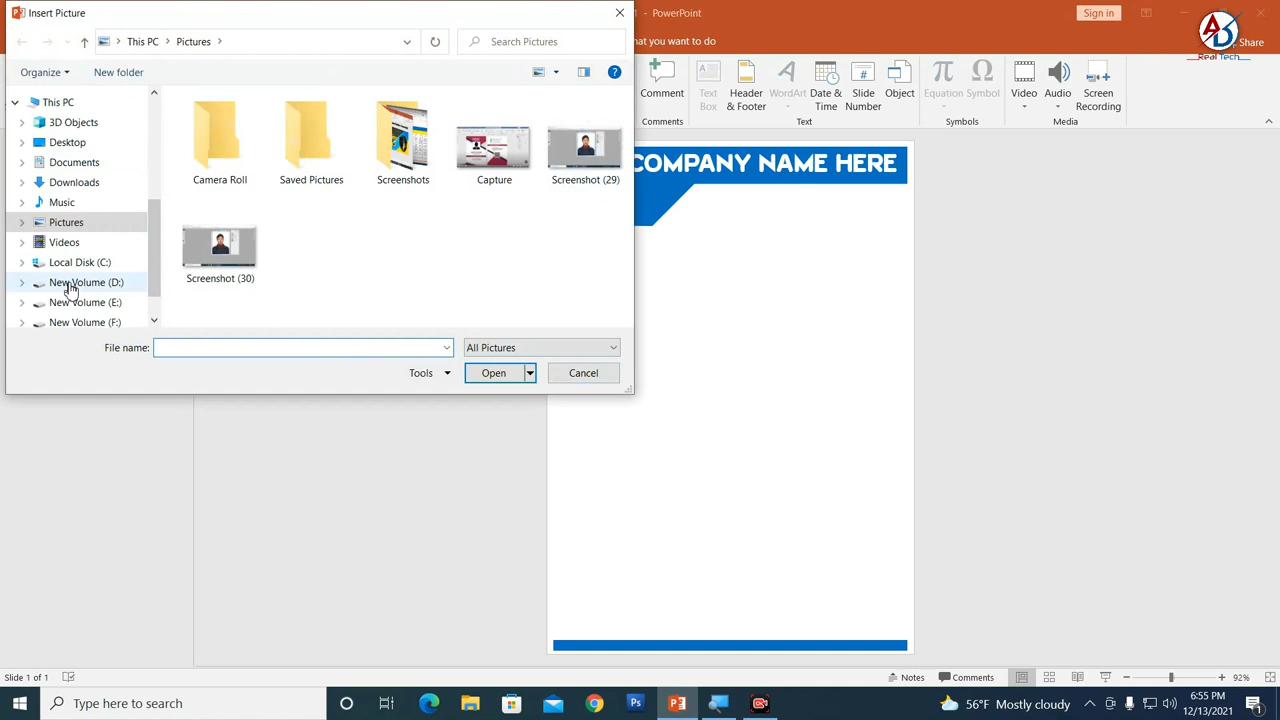 Insert Picture
- PowerPoint
Sign in
This PC
Pictures
Search Pictures
hat you want to do
Share
AD
Real Tech
Organize
New folder
This PC
3D Objects
Desktop
Documents
Downloads
Music
Pictures
Videos
Local Disk (C:)
New Volume (D:)
New Volume (E:)
New Volume (F:)
Camera Roll
Saved Pictures
Screenshots
Capture
Screenshot (29)
Screenshot (30)
File name:
All Pictures
Tools
Open
Cancel
Comment
Text Box
Header & Footer
WordArt
Date & Time
Slide Number
Object
Equation
Symbol
Video
Audio
Screen Recording
Comments
Text
Symbols
Media
COMPANY NAME HERE
Slide 1 of 1
Notes
Comments
92%
Type here to search
Ps
56°F Mostly cloudy
6:55 PM
12/13/2021
1